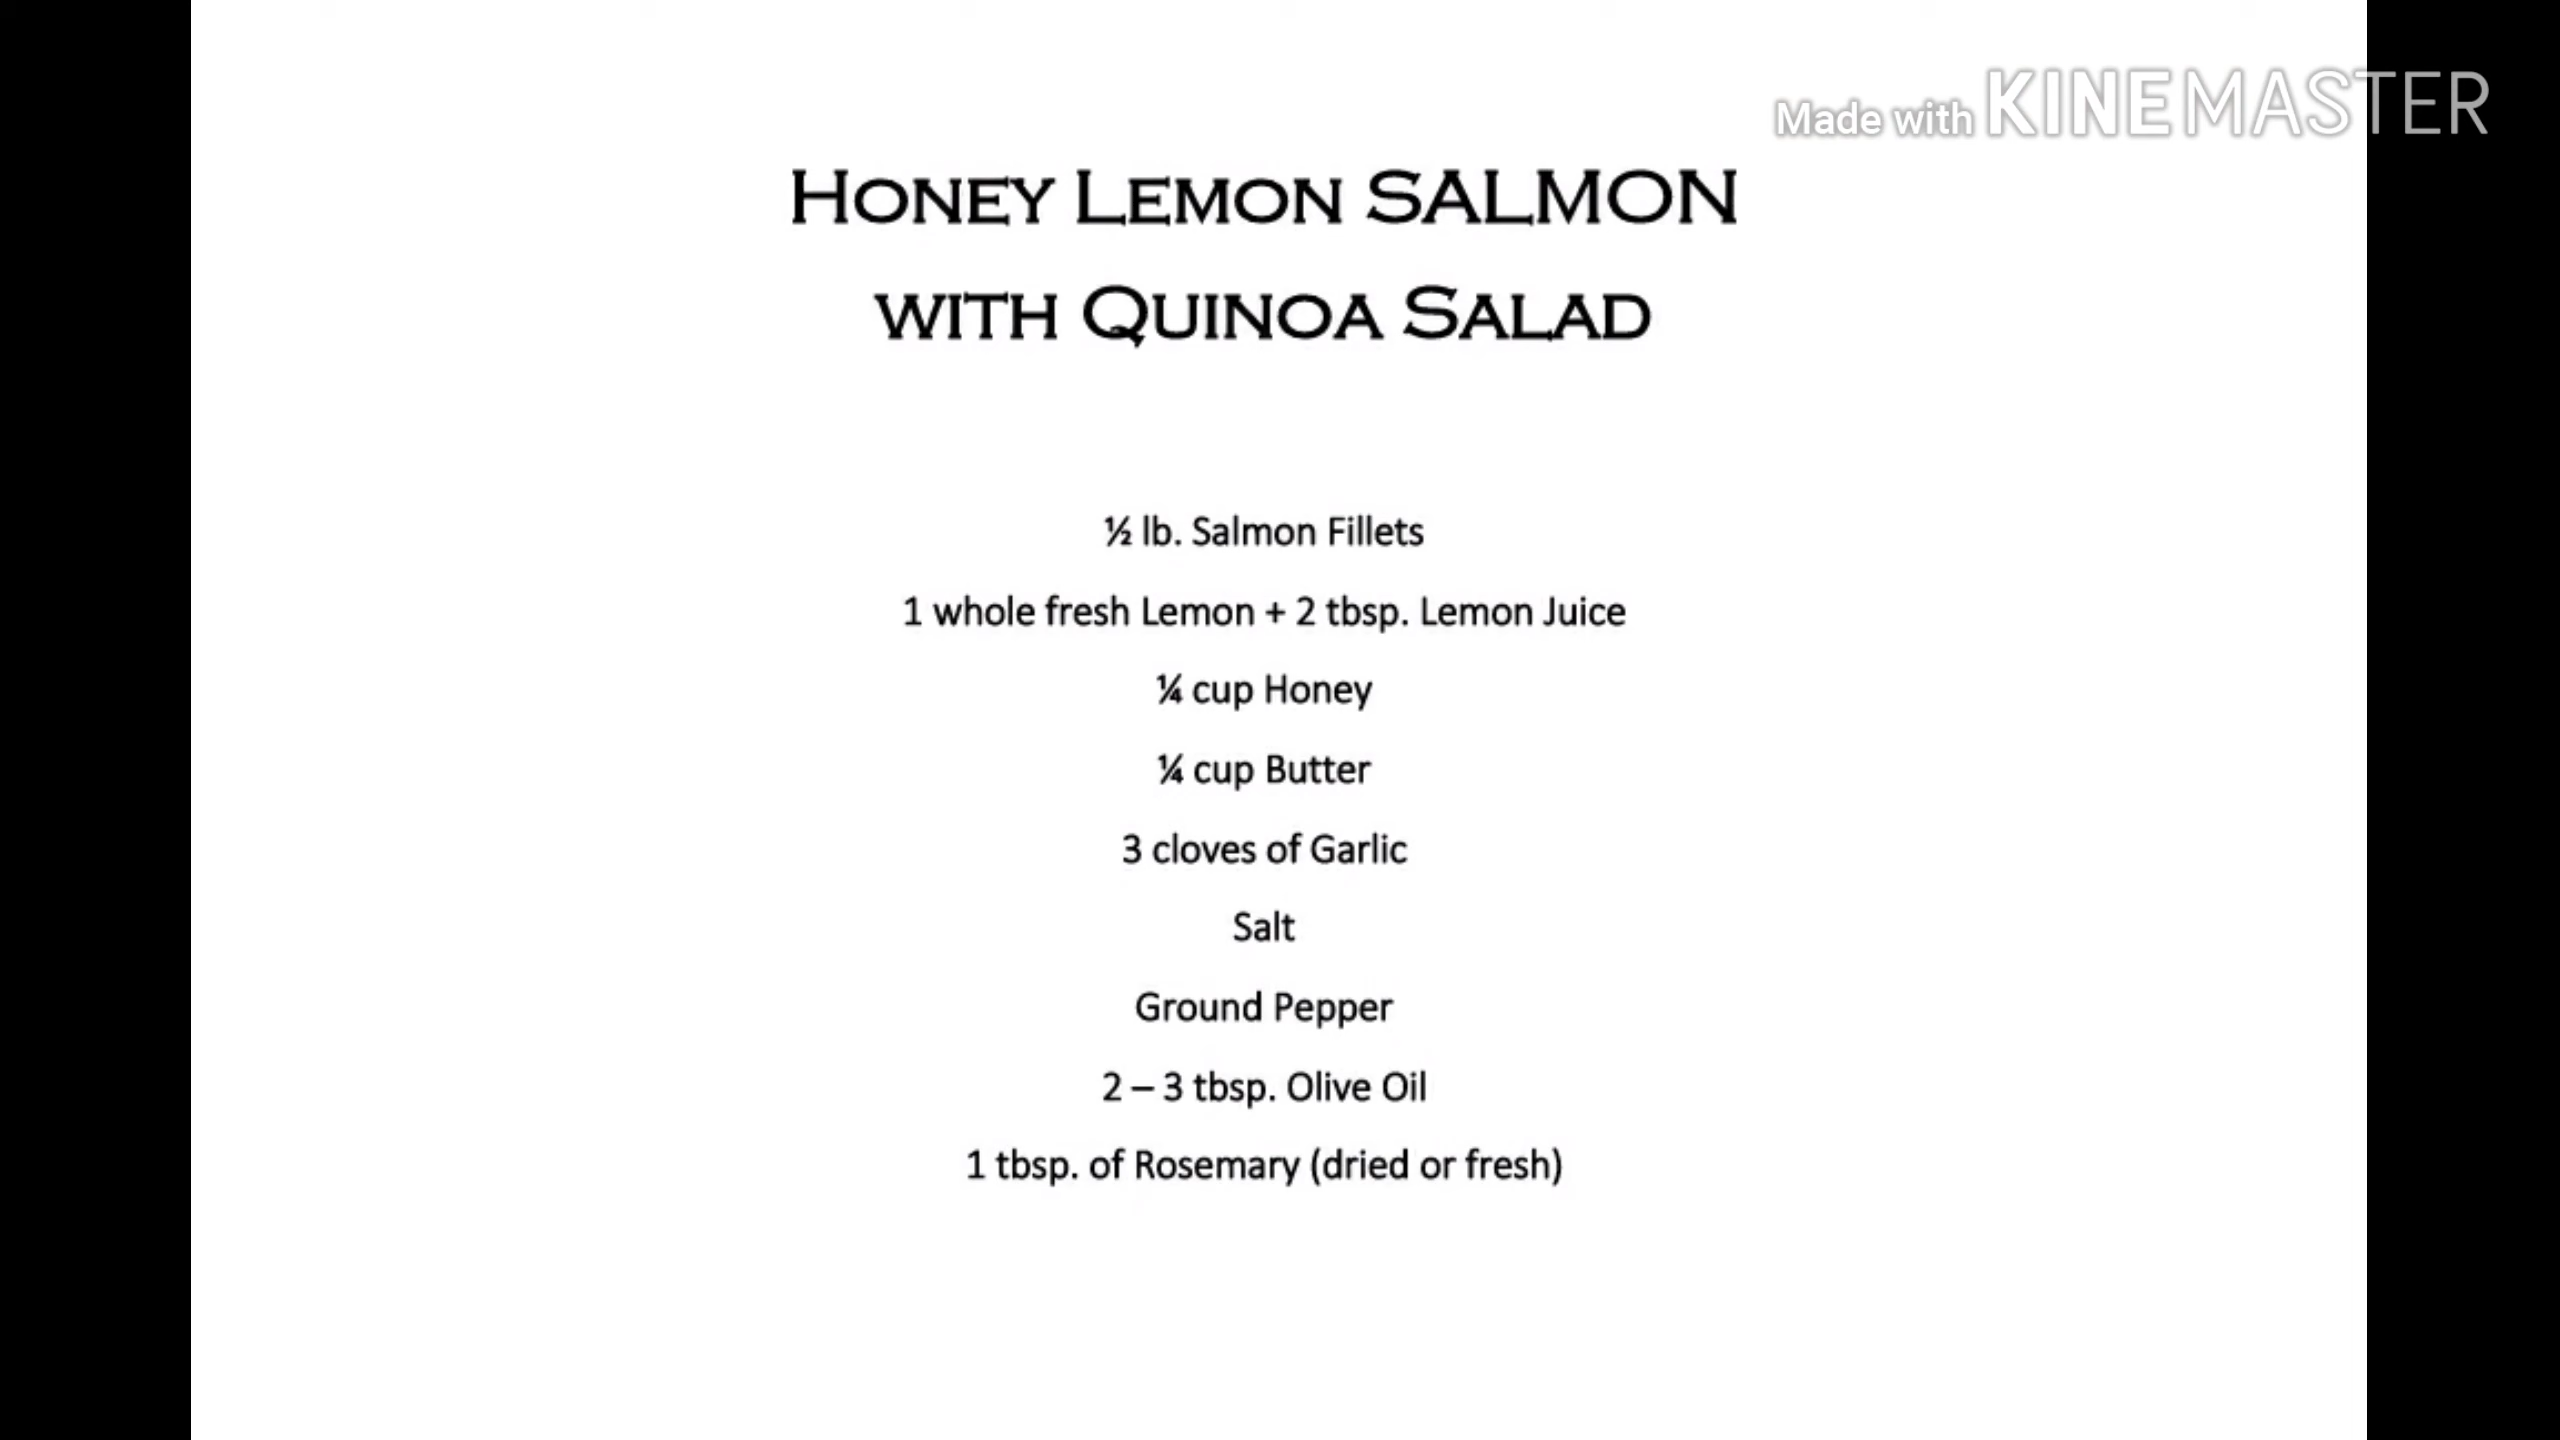 Made with KINEMASTER
Honey Lemon SALMON
with Quinoa Salad
½ lb. Salmon Fillets
1 whole fresh Lemon + 2 tbsp. Lemon Juice
¼ cup Honey
¼ cup Butter
3 cloves of Garlic
Salt
Ground Pepper
2 – 3 tbsp. Olive Oil
1 tbsp. of Rosemary (dried or fresh)